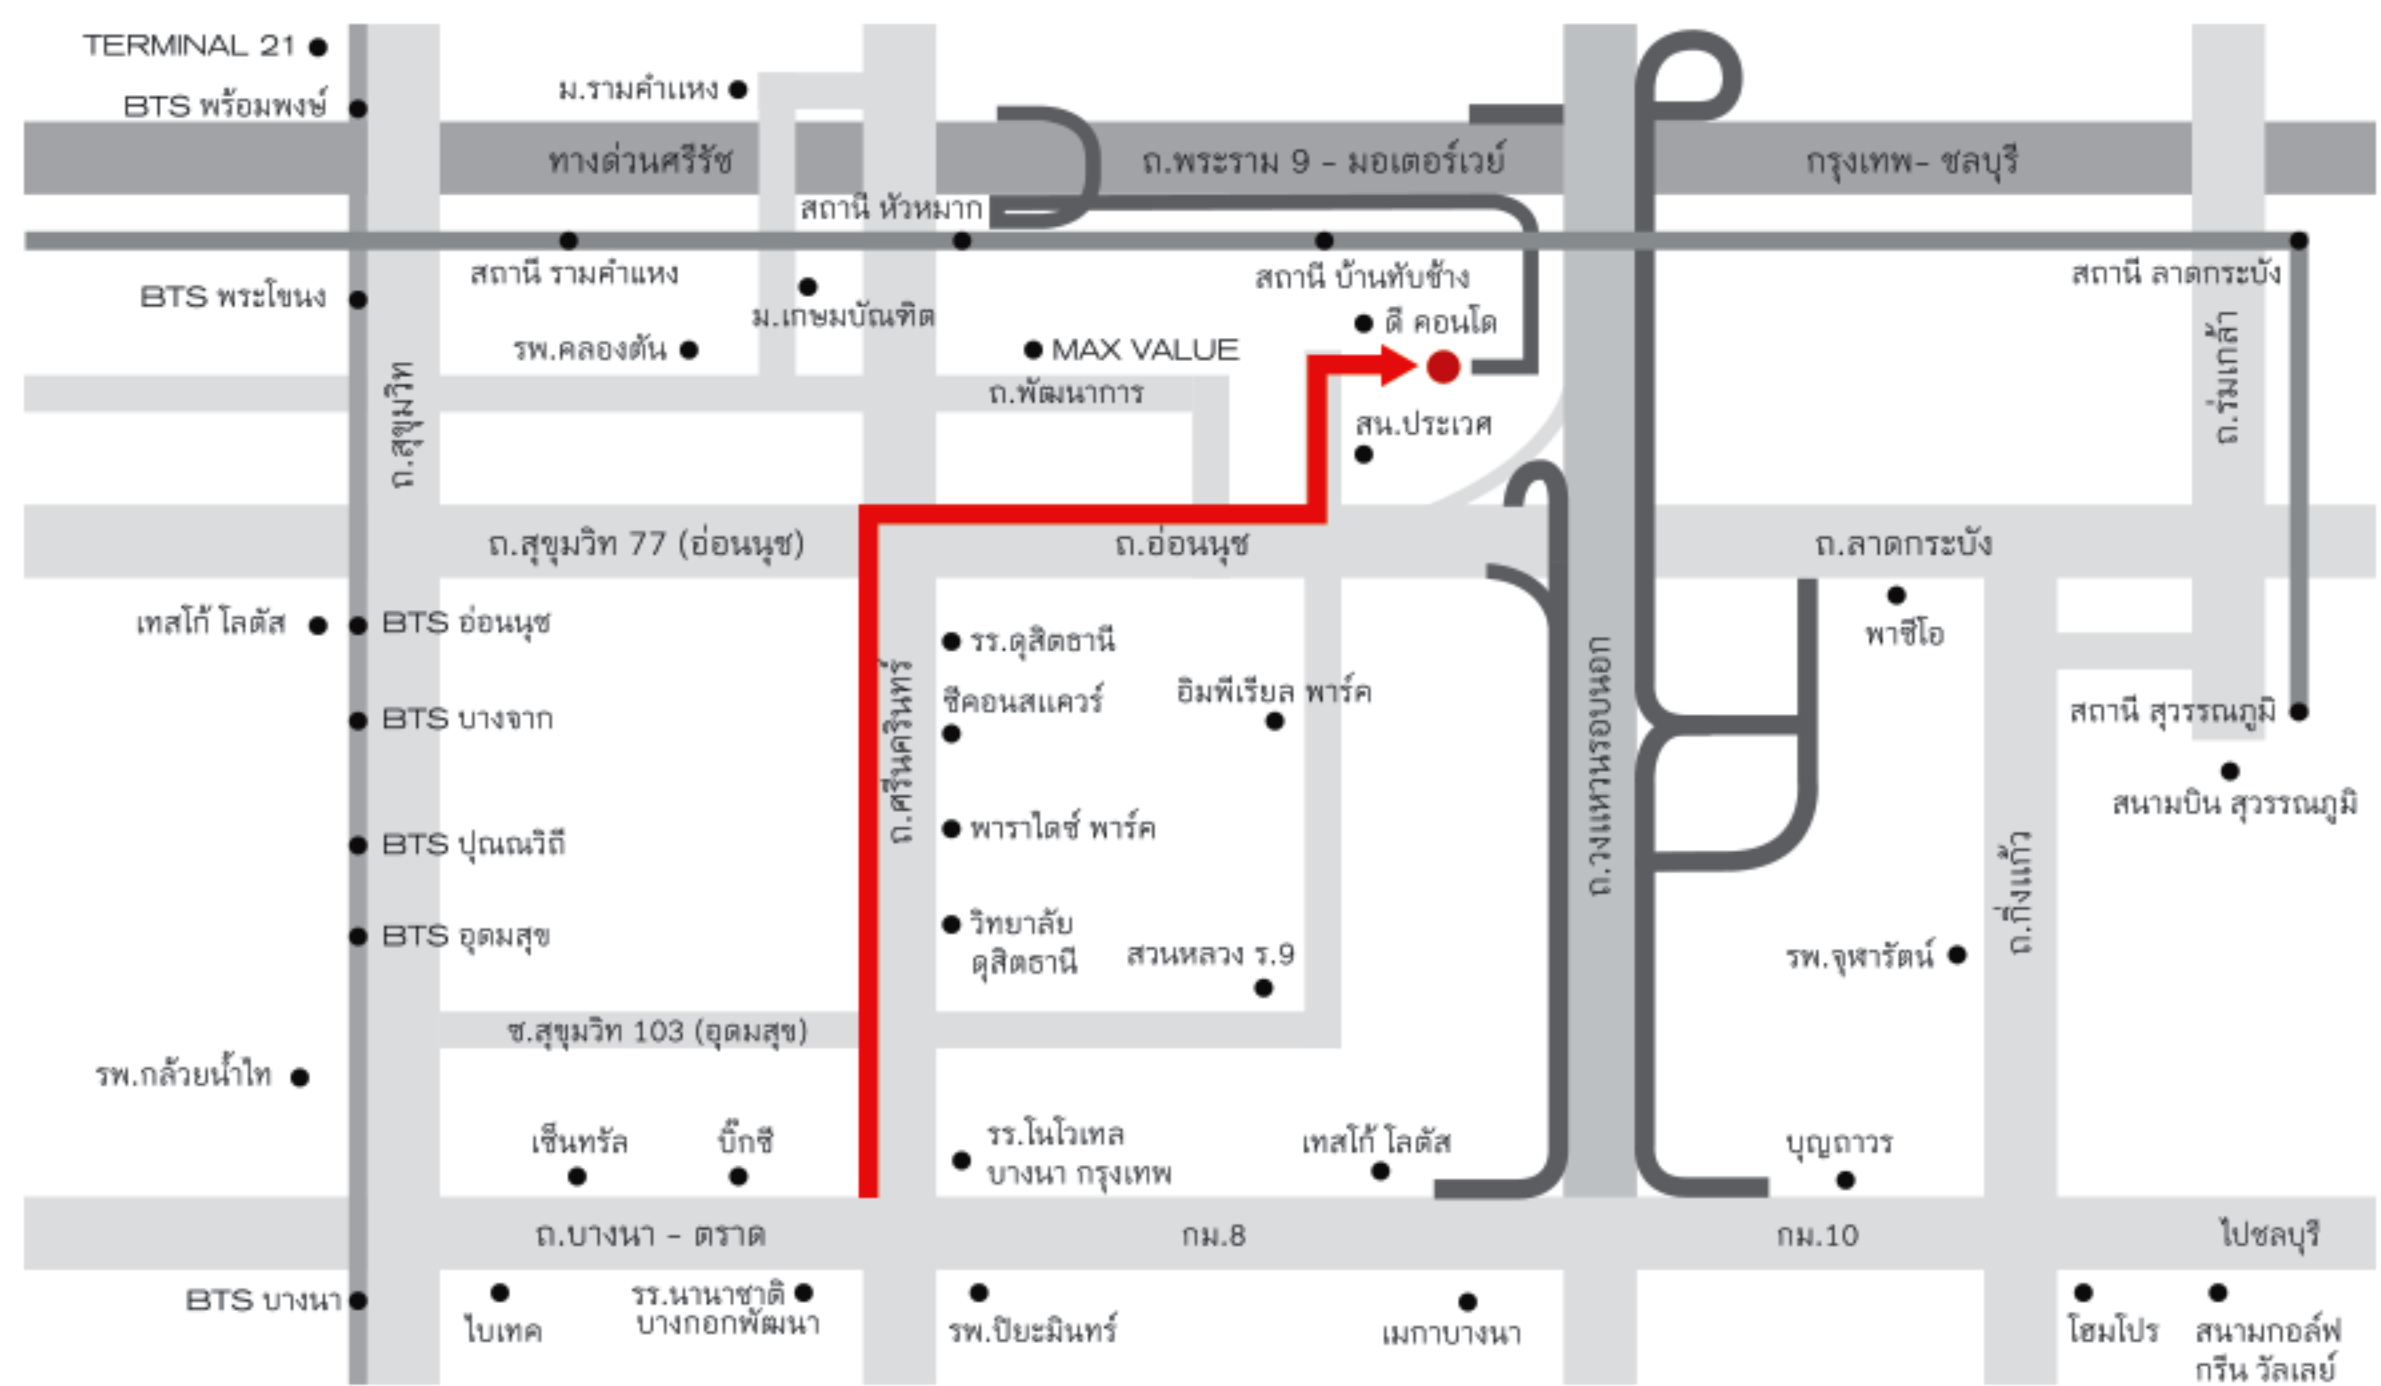 TERMINAL 21
BTS พร้อมพงษ์
ม.รามคำแหง
ทางด่วนศรีรัช
ถ.พระราม 9 - มอเตอร์เวย์
กรุงเทพ- ชลบุรี
สถานี หัวหมาก
สถานี รามคำแหง
สถานี บ้านทับช้าง
สถานี ลาดกระบัง
BTS พระโขนง
ม.เกษมบัณฑิต
ดี คอนโด
รพ.คลองตัน
MAX VALUE
ถ.พัฒนาการ
ถ.สุขุมวิท
สน.ประเวศ
ถ.ร่มเกล้า
ถ.สุขุมวิท 77 (อ่อนนุช)
ถ.อ่อนนุช
ถ.ลาดกระบัง
เทสโก้ โลตัส
BTS อ่อนนุช
รร.ดุสิตธานี
พาซิโอ
ซีคอนสแควร์
อิมพีเรียล พาร์ค
BTS บางจาก
สถานี สุวรรณภูมิ
ถ.ศรีนครินทร์
ถ.วงแหวนรอบนอก
สนามบิน สุวรรณภูมิ
BTS ปุณณวิถี
พาราไดซ์ พาร์ค
ถ.กิ่งแก้ว
BTS อุดมสุข
วิทยาลัย
ดุสิตธานี
สวนหลวง ร.9
รพ.จุฬารัตน์
ซ.สุขุมวิท 103 (อุดมสุข)
รพ.กล้วยน้ำไท
เซ็นทรัล
บิ๊กซี
รร.โนโวเทล
บางนา กรุงเทพ
เทสโก้ โลตัส
บุญถาวร
ถ.บางนา - ตราด
กม.8
กม.10
ไปชลบุรี
BTS บางนา
ไบเทค
รร.นานาชาติ
บางกอกพัฒนา
รพ.ปิยะมินทร์
เมกาบางนา
โฮมโปร
สนามกอล์ฟ
กรีน วัลเลย์